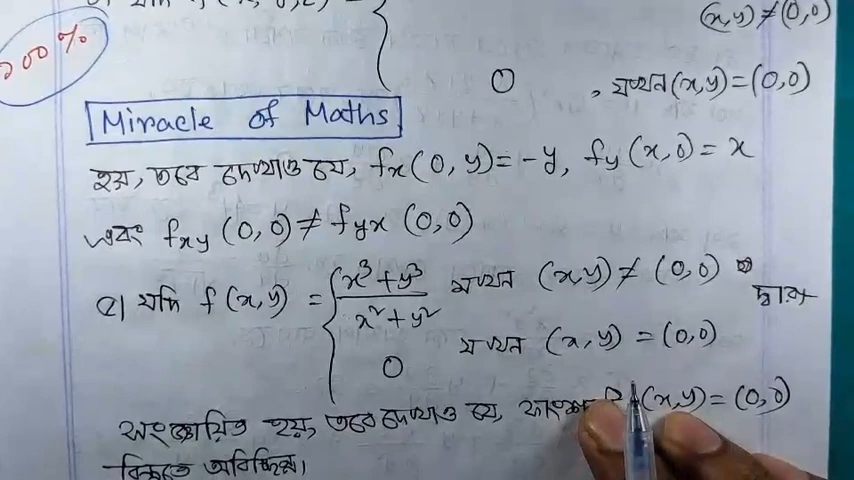 (x,y) ≠ (0,0)
200%
0 , যখন (x,y) = (0,0)
Miracle of Maths
হয়, তবে দেখাও যে, fx(0, y) = -y, fy(x,0) = x
এবং fxy(0,0) ≠ fyx(0,0)
যদি f(x,y) = { x³+y³ / x²+y² যখন (x,y) ≠ (0,0) দ্বারা
0 যখন (x,y) = (0,0)
সংজ্ঞায়িত হয়, তবে দেখাও যে, (x,y) = (0,0)
বিন্দুতে অবিচ্ছিন্ন।